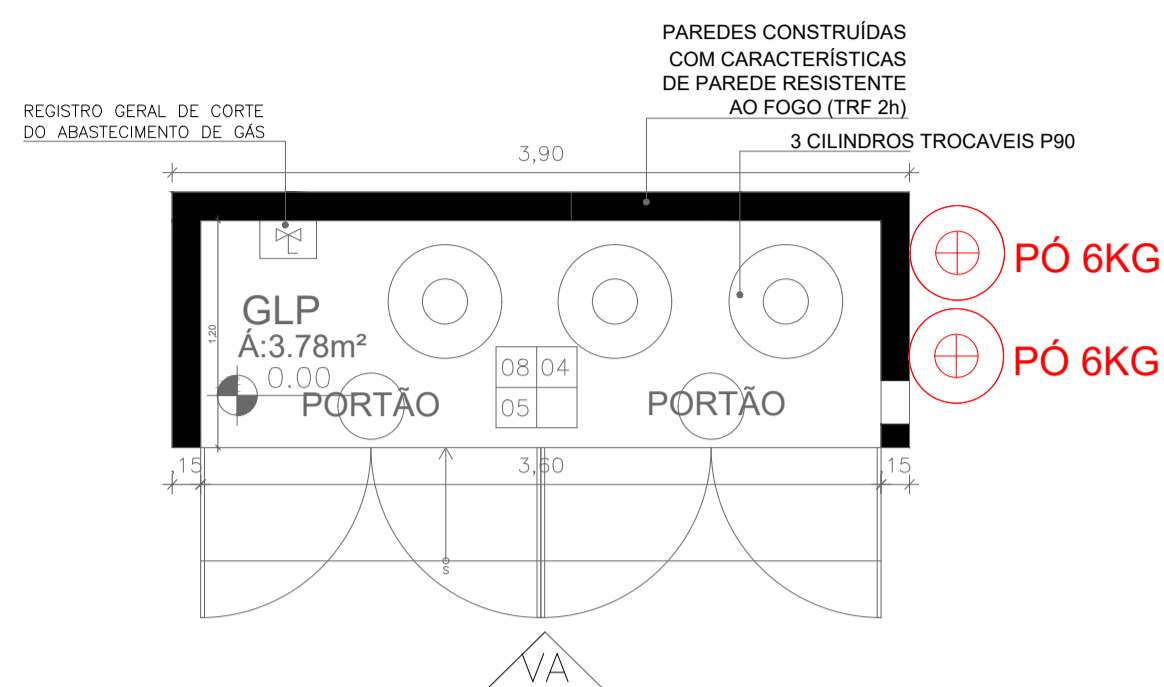 PAREDES CONSTRUÍDAS
COM CARACTERÍSTICAS
DE PAREDE RESISTENTE
AO FOGO (TRF 2h)
REGISTRO GERAL DE CORTE
DO ABASTECIMENTO DE GÁS
3 CILINDROS TROCAVEIS P90
3,90
PÓ 6KG
GLP
1,20
Á:3.78m²
PÓ 6KG
0.00
08 04
PORTÃO
05
PORTÃO
,15
3,60
,15
S
VA